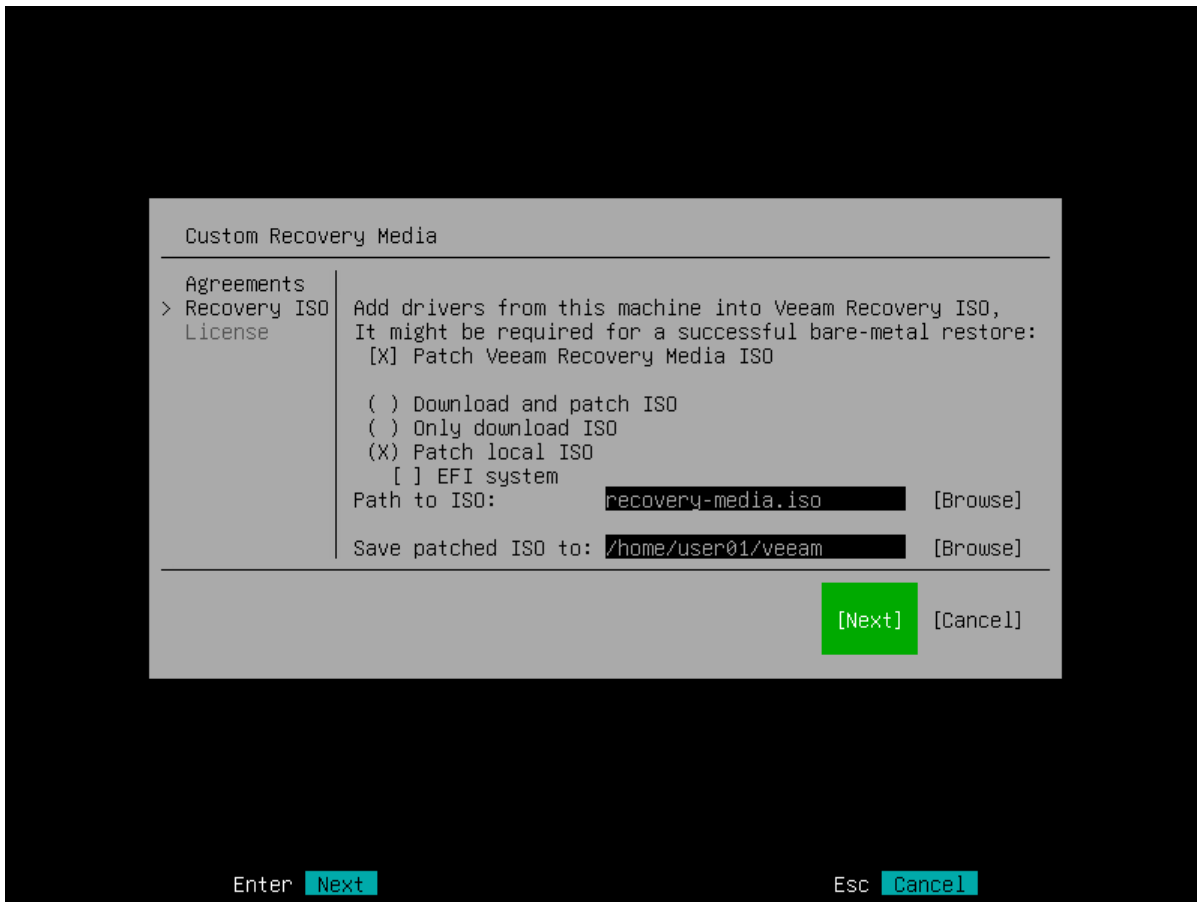 Custom Recovery Media
Agreements
> Recovery ISO
License
Add drivers from this machine into Veeam Recovery ISO,
It might be required for a successful bare-metal restore:
[X] Patch Veeam Recovery Media ISO
( ) Download and patch ISO
( ) Only download ISO
(X) Patch local ISO
[ ] EFI system
Path to ISO: recovery-media.iso [Browse]
Save patched ISO to: /home/user01/veeam [Browse]
[Next] [Cancel]
Enter Next Esc Cancel